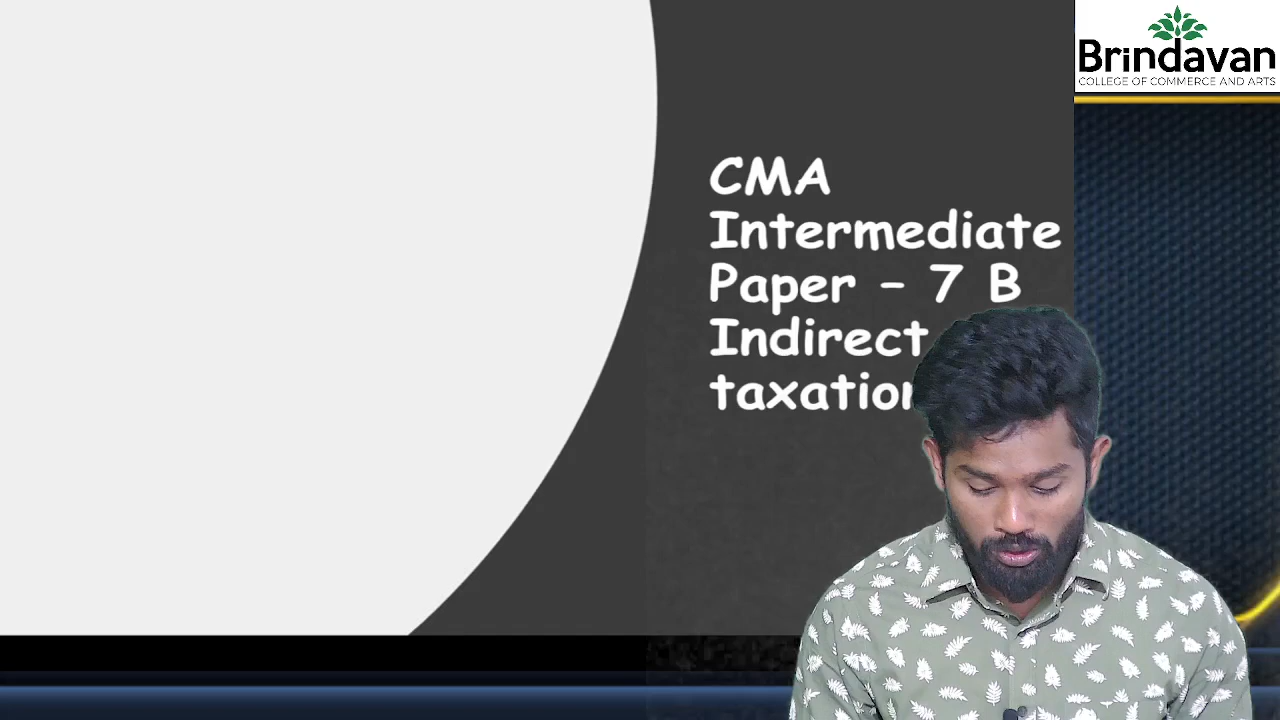 Brindavan
COLLEGE OF COMMERCE AND ARTS
CMA
Intermediate
Paper – 7 B
Indirect
taxation